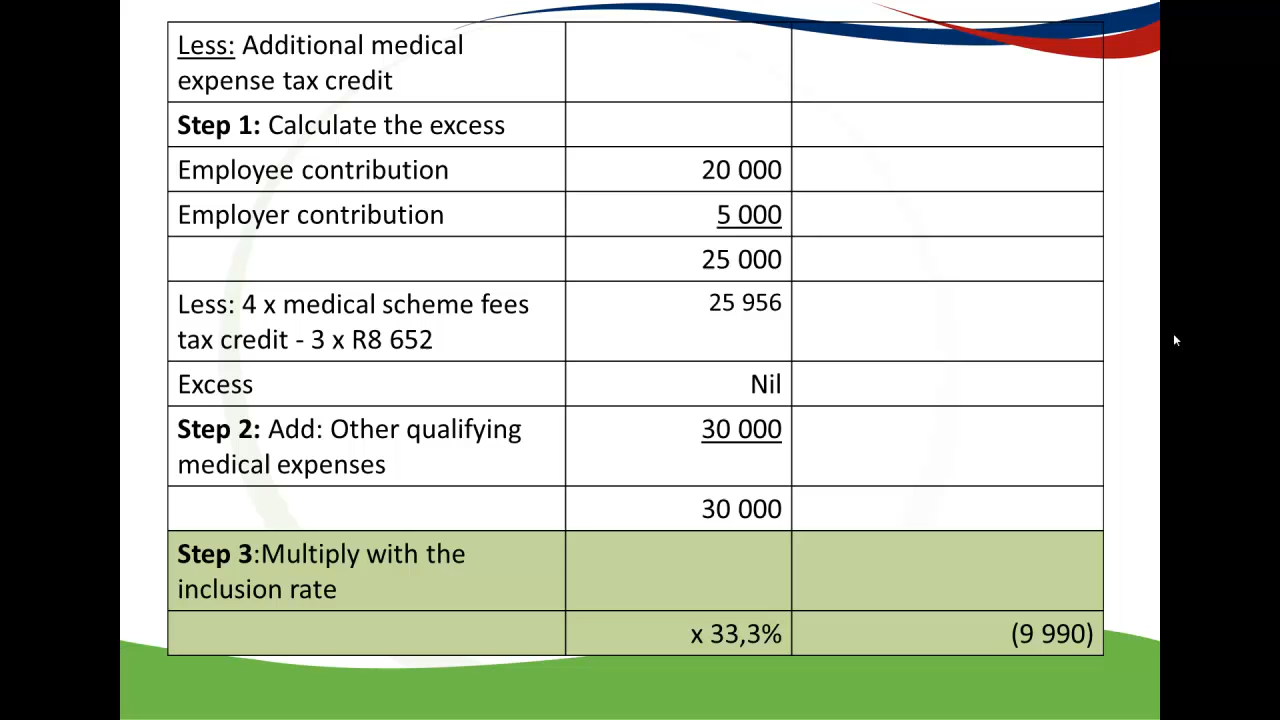 Less: Additional medical
expense tax credit
Step 1: Calculate the excess
Employee contribution 20 000
Employer contribution 5 000
25 000
Less: 4 x medical scheme fees 25 956
tax credit - 3 x R8 652
Excess Nil
Step 2: Add: Other qualifying 30 000
medical expenses
30 000
Step 3:Multiply with the
inclusion rate
x 33,3% (9 990)